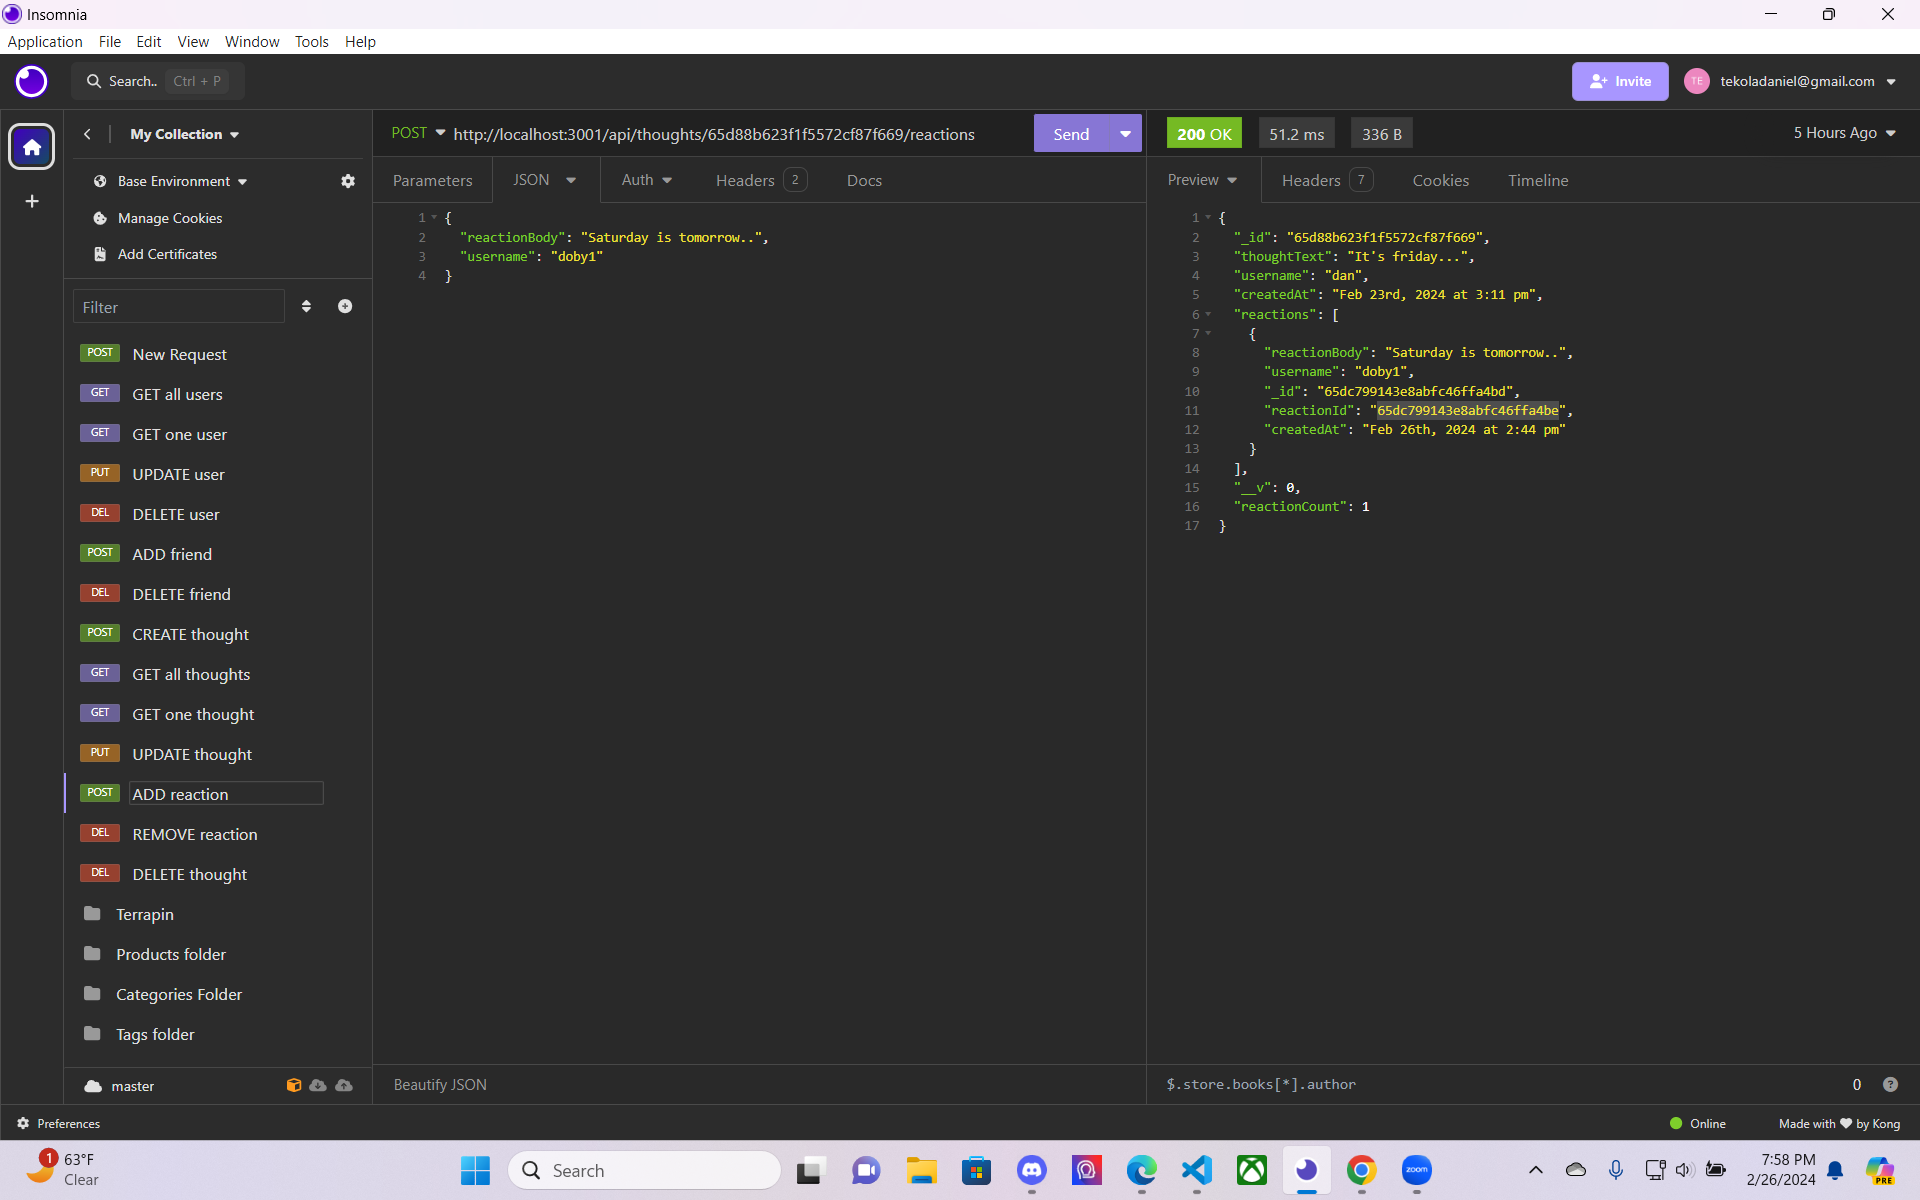 Insomnia
Application File Edit View Window Tools Help
Search.. Ctrl + P
Invite
TE
tekoladaniel@gmail.com
My Collection
Base Environment
Manage Cookies
Add Certificates
Filter
POST New Request
GET GET all users
GET GET one user
PUT UPDATE user
DEL DELETE user
POST ADD friend
DEL DELETE friend
POST CREATE thought
GET GET all thoughts
GET GET one thought
PUT UPDATE thought
POST ADD reaction
DEL REMOVE reaction
DEL DELETE thought
Terrapin
Products folder
Categories Folder
Tags folder
master
POST http://localhost:3001/api/thoughts/65d88b623f1f5572cf87f669/reactions Send
Parameters JSON Auth Headers 2 Docs
1 {
2 "reactionBody": "Saturday is tomorrow..",
3 "username": "doby1"
4 }
Beautify JSON
200 OK 51.2 ms 336 B 5 Hours Ago
Preview Headers 7 Cookies Timeline
1 {
2 "_id": "65d88b623f1f5572cf87f669",
3 "thoughtText": "It's friday...",
4 "username": "dan",
5 "createdAt": "Feb 23rd, 2024 at 3:11 pm",
6 "reactions": [
7 {
8 "reactionBody": "Saturday is tomorrow..",
9 "username": "doby1",
10 "_id": "65dc799143e8abfc46ffa4bd",
11 "reactionId": "65dc799143e8abfc46ffa4be",
12 "createdAt": "Feb 26th, 2024 at 2:44 pm"
13 }
14 ],
15 "__v": 0,
16 "reactionCount": 1
17 }
$.store.books[*].author 0 ?
Preferences
Online
Made with ❤ by Kong
1
63°F
Clear
Search
zoom
7:58 PM
2/26/2024
PRE